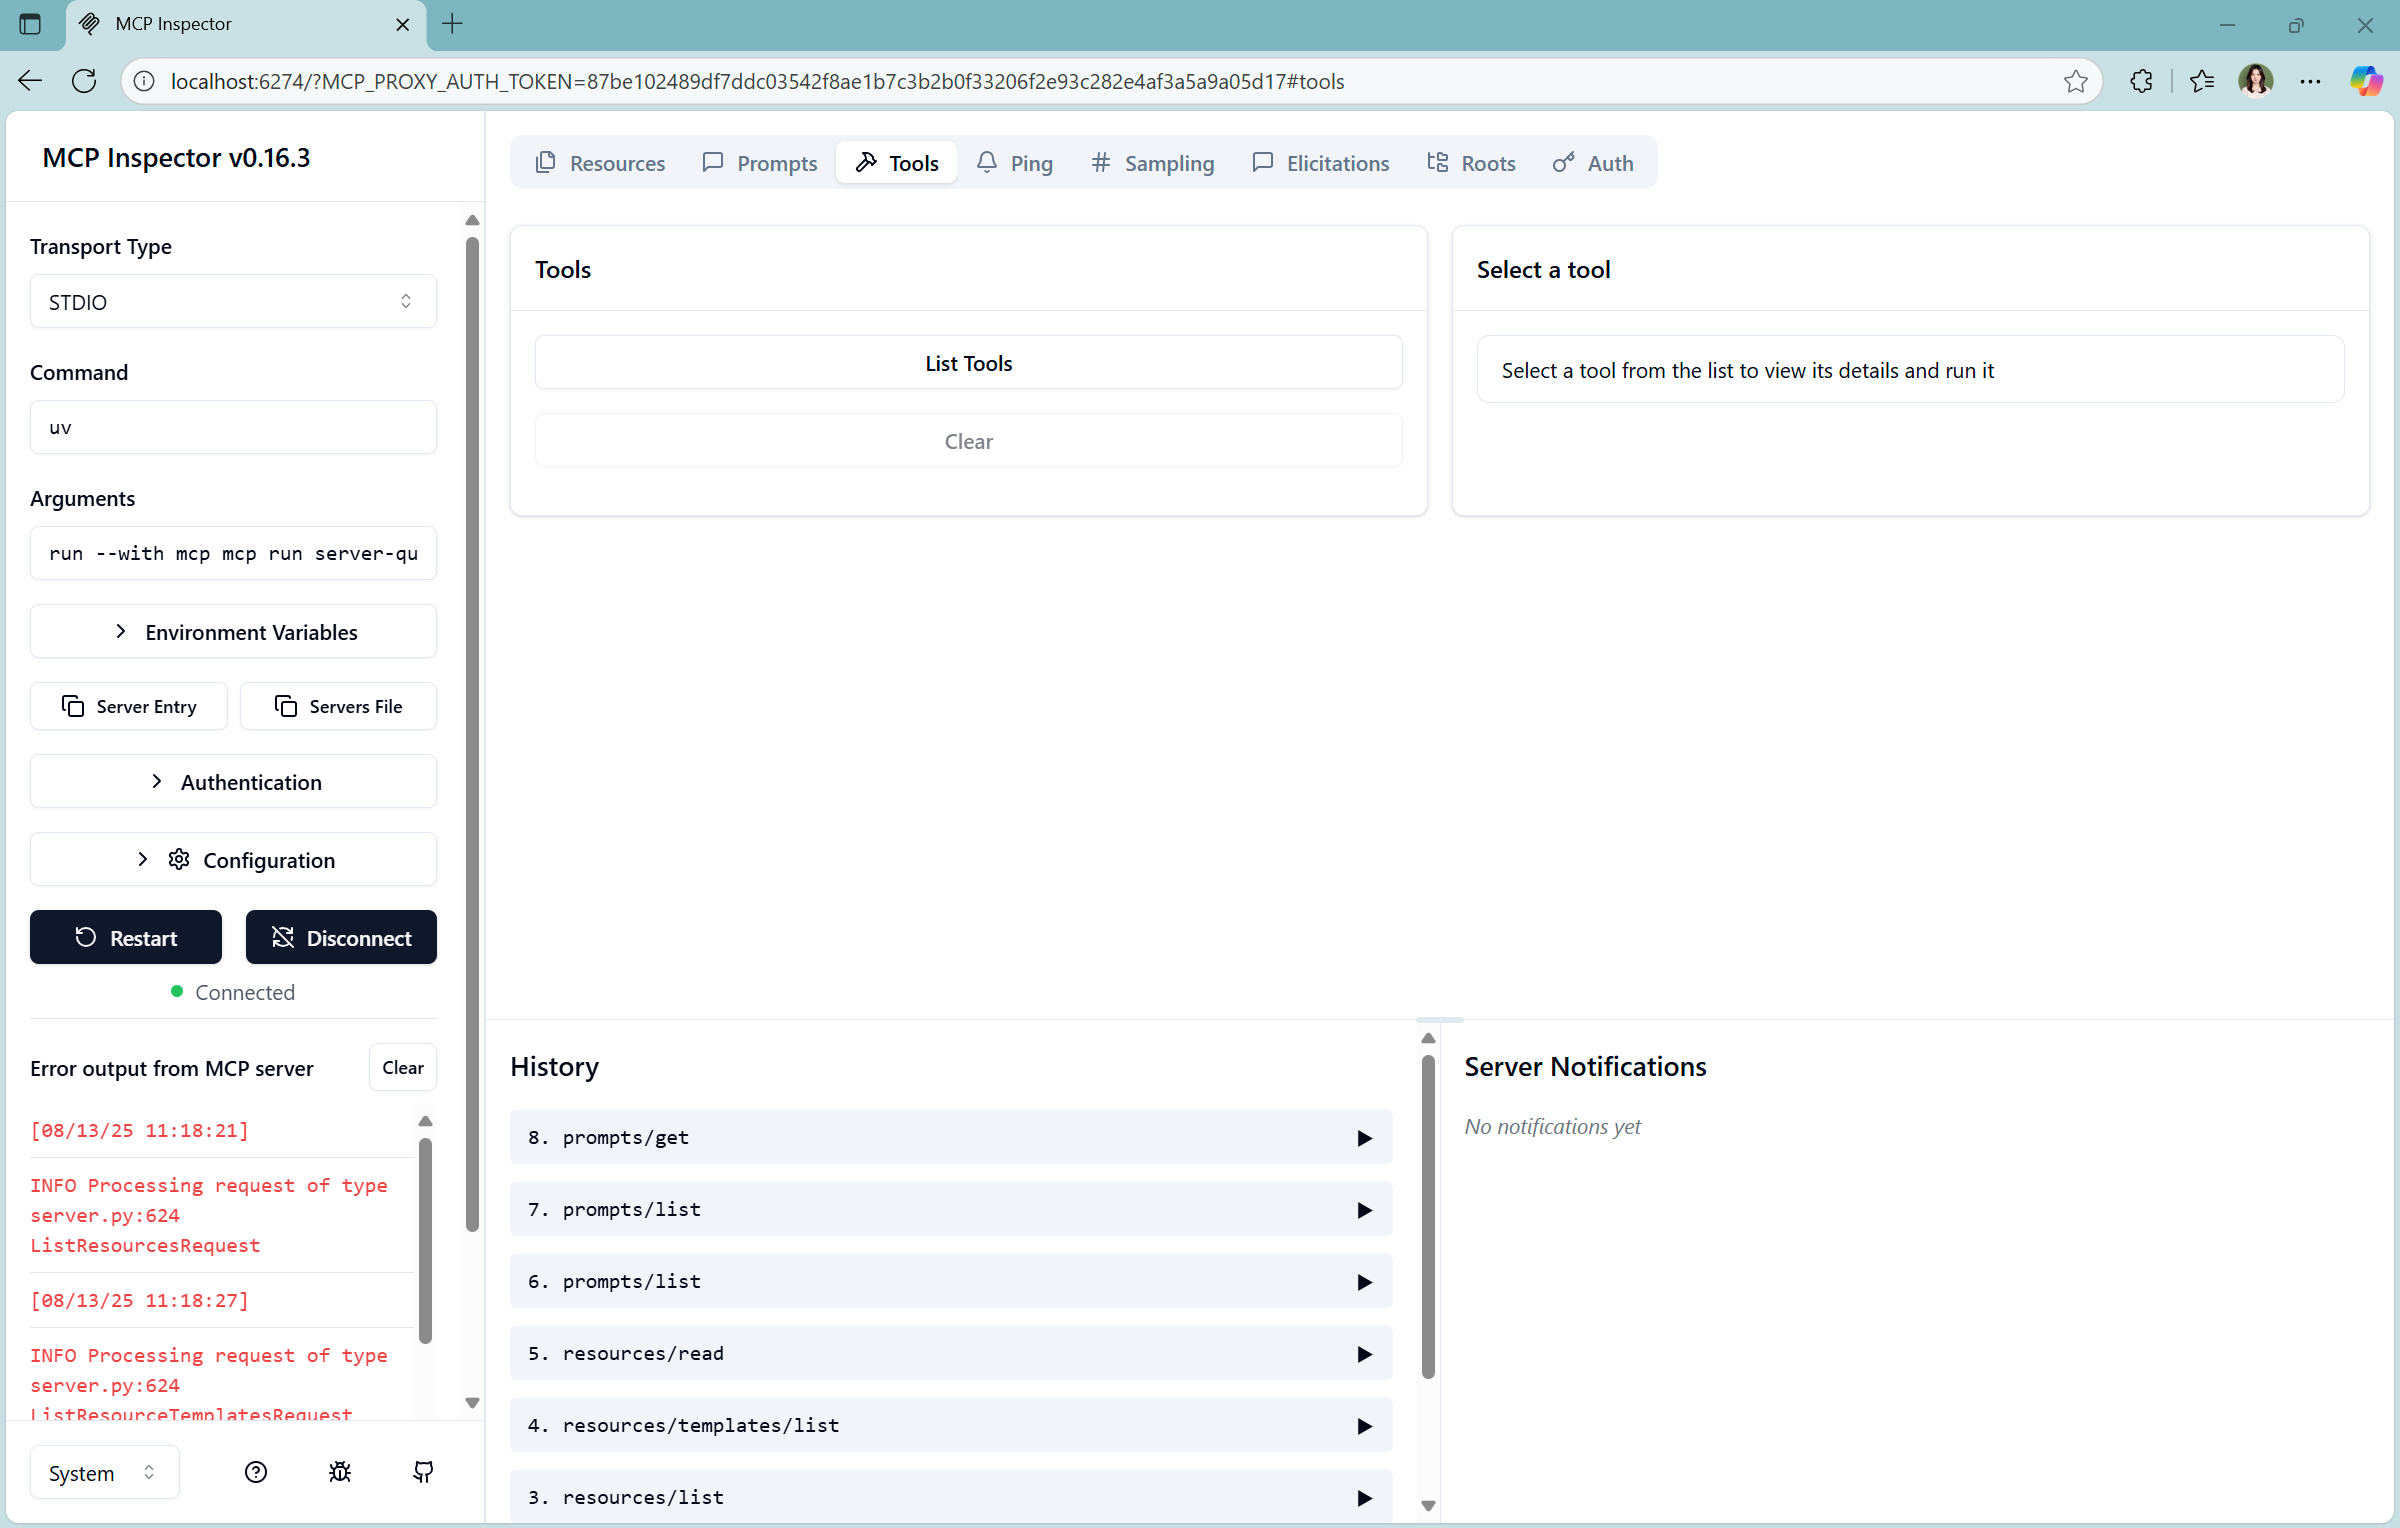 MCP Inspector
localhost:6274/?MCP_PROXY_AUTH_TOKEN=87be102489df7ddc03542f8ae1b7c3b2b0f33206f2e93c282e4af3a5a9a05d17#tools
MCP Inspector v0.16.3
Transport Type
STDIO
Command
uv
Arguments
run --with mcp mcp run server-qu
Environment Variables
Server Entry
Servers File
Authentication
Configuration
Restart
Disconnect
Connected
Error output from MCP server
Clear
[08/13/25 11:18:21]
INFO Processing request of type
server.py:624
ListResourcesRequest
[08/13/25 11:18:27]
INFO Processing request of type
server.py:624
ListResourceTemplatesRequest
System
Resources
Prompts
Tools
Ping
Sampling
Elicitations
Roots
Auth
Tools
List Tools
Clear
Select a tool
Select a tool from the list to view its details and run it
History
8. prompts/get
7. prompts/list
6. prompts/list
5. resources/read
4. resources/templates/list
3. resources/list
Server Notifications
No notifications yet